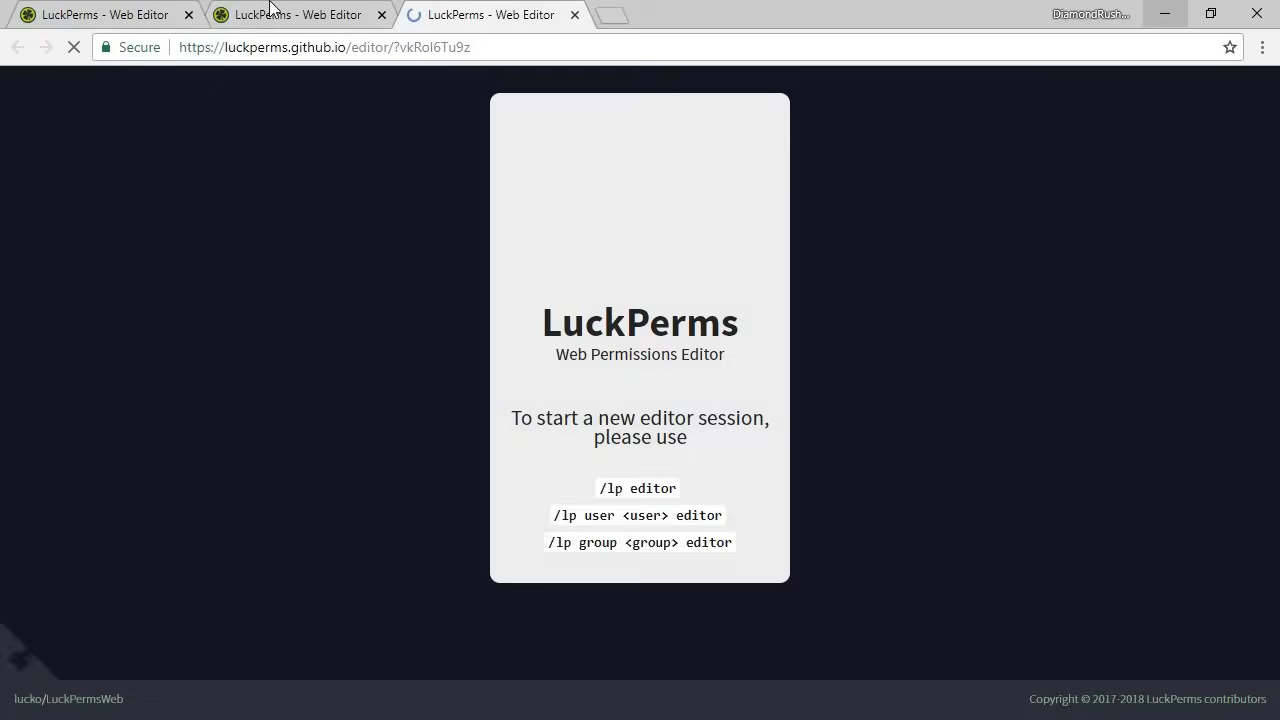 LuckPerms - Web Editor
LuckPerms - Web Editor
LuckPerms - Web Editor
DiamondRush...
Secure
https://luckperms.github.io/editor/?vkRol6Tu9z
LuckPerms
Web Permissions Editor
To start a new editor session,
please use
/lp editor
/lp user <user> editor
/lp group <group> editor
lucko/LuckPermsWeb
Copyright © 2017-2018 LuckPerms contributors